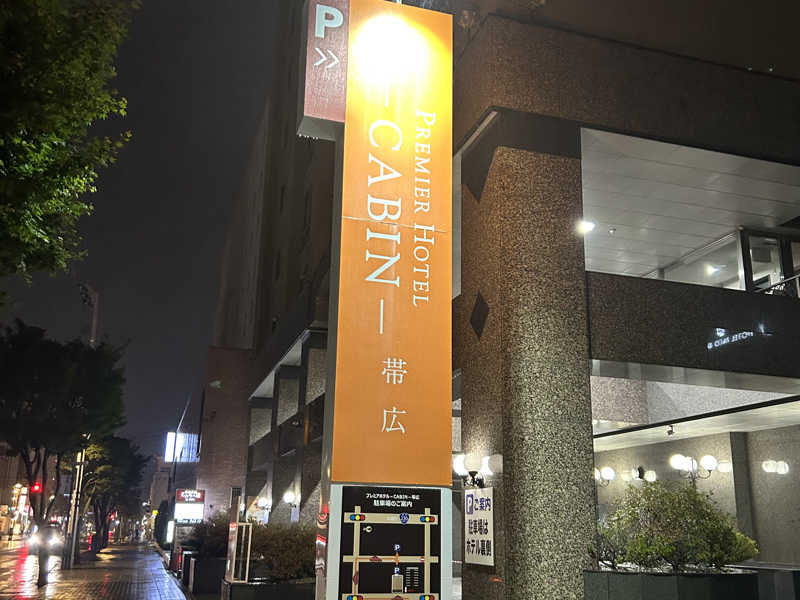 P
PREMIER HOTEL
—CABIN—
帯広
プレミアホテル-CABIN-帯広
駐車場のご案内
P
P
Pご案内
駐車場は
ホテル裏側